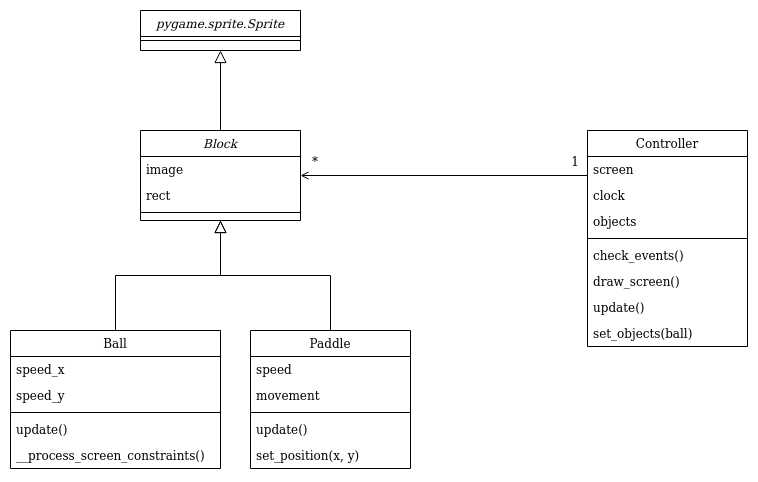 pygame.sprite.Sprite
Block
image
rect
*
1
Controller
screen
clock
objects
check_events()
draw_screen()
update()
set_objects(ball)
Ball
speed_x
speed_y
update()
__process_screen_constraints()
Paddle
speed
movement
update()
set_position(x, y)